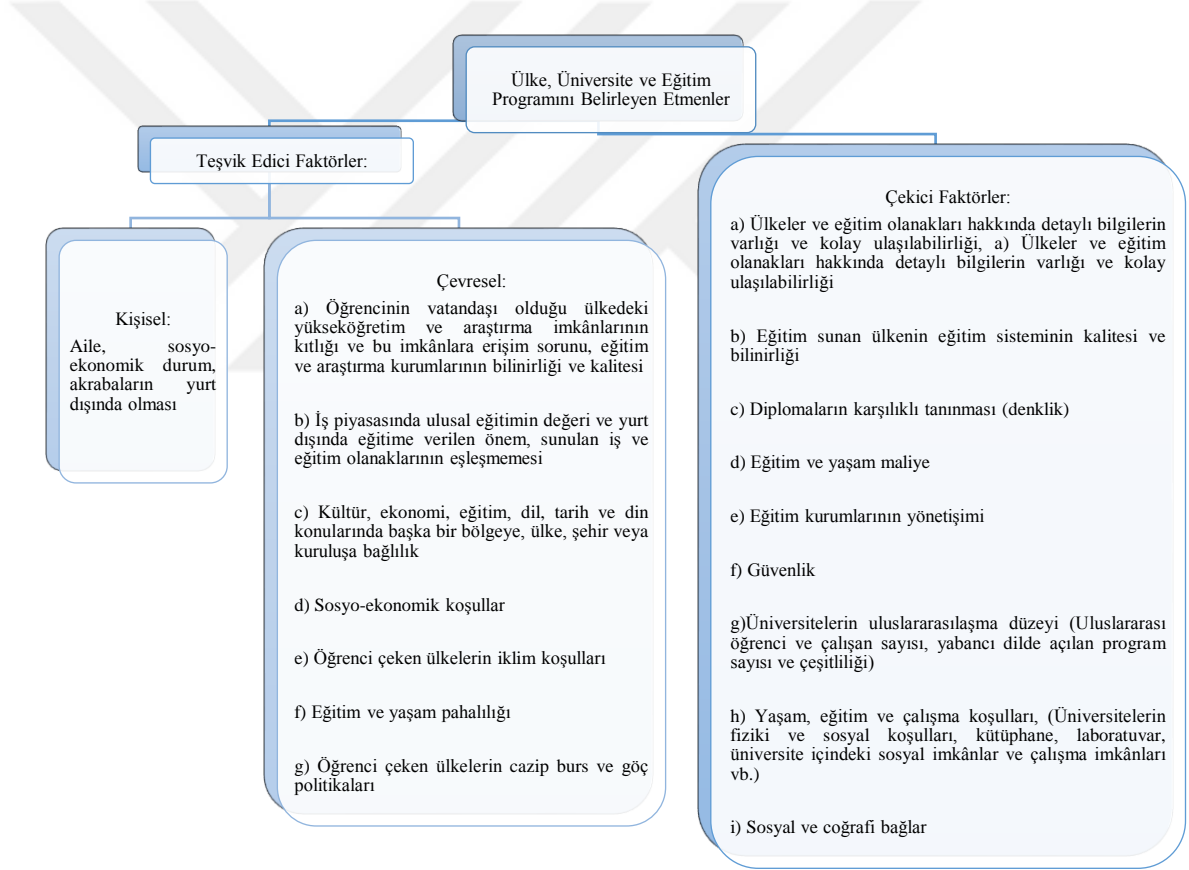 Ülke, Üniversite ve Eğitim
Programını Belirleyen Etmenler
Teşvik Edici Faktörler:
Kişisel:
Aile, sosyo-
ekonomik durum,
akrabaların yurt
dışında olması
Çevresel:
a) Öğrencinin vatandaşı olduğu ülkedeki
yükseköğretim ve araştırma imkânlarının
kıtlığı ve bu imkânlara erişim sorunu, eğitim
ve araştırma kurumlarının bilinirliği ve kalitesi
b) İş piyasasında ulusal eğitimin değeri ve yurt
dışında eğitime verilen önem, sunulan iş ve
eğitim olanaklarının eşleşmemesi
c) Kültür, ekonomi, eğitim, dil, tarih ve din
konularında başka bir bölgeye, ülke, şehir veya
kuruluşa bağlılık
d) Sosyo-ekonomik koşullar
e) Öğrenci çeken ülkelerin iklim koşulları
f) Eğitim ve yaşam pahalılığı
g) Öğrenci çeken ülkelerin cazip burs ve göç
politikaları
Çekici Faktörler:
a) Ülkeler ve eğitim olanakları hakkında detaylı bilgilerin
varlığı ve kolay ulaşılabilirliği, a) Ülkeler ve eğitim
olanakları hakkında detaylı bilgilerin varlığı ve kolay
ulaşılabilirliği
b) Eğitim sunan ülkenin eğitim sisteminin kalitesi ve
bilinirliği
c) Diplomaların karşılıklı tanınması (denklik)
d) Eğitim ve yaşam maliye
e) Eğitim kurumlarının yönetişimi
f) Güvenlik
g)Üniversitelerin uluslararasılaşma düzeyi (Uluslararası
öğrenci ve çalışan sayısı, yabancı dilde açılan program
sayısı ve çeşitliliği)
h) Yaşam, eğitim ve çalışma koşulları, (Üniversitelerin
fiziki ve sosyal koşulları, kütüphane, laboratuvar,
üniversite içindeki sosyal imkânlar ve çalışma imkânları
vb.)
i) Sosyal ve coğrafi bağlar